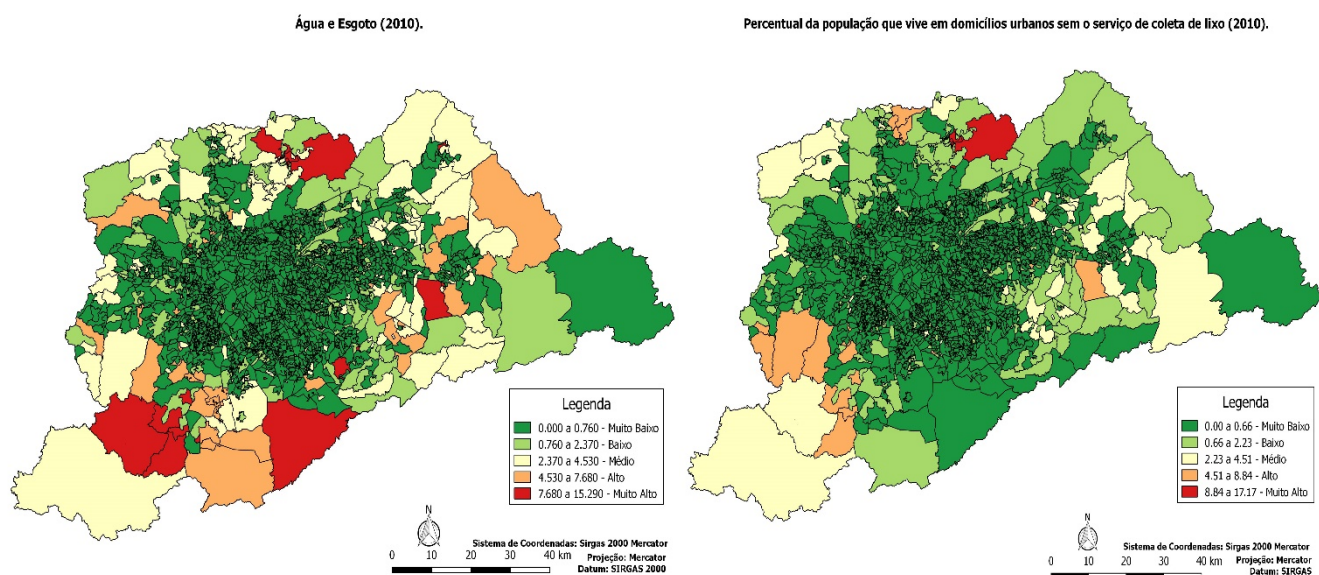 Água e Esgoto (2010).
Legenda
0.000 a 0.760 - Muito Baixo
0.760 a 2.370 - Baixo
2.370 a 4.530 - Médio
4.530 a 7.680 - Alto
7.680 a 15.290 - Muito Alto
N
Sistema de Coordenadas: Sirgas 2000 Mercator
0 10 20 30 40 km
Projeção: Mercator
Datum: SIRGAS 2000
Percentual da população que vive em domicílios urbanos sem o serviço de coleta de lixo (2010).
Legenda
0.00 a 0.66 - Muito Baixo
0.66 a 2.23 - Baixo
2.23 a 4.51 - Médio
4.51 a 8.84 - Alto
8.84 a 17.17 - Muito Alto
N
Sistema de Coordenadas: Sirgas 2000 Mercator
0 10 20 30 40 km
Projeção: Mercator
Datum: SIRGAS